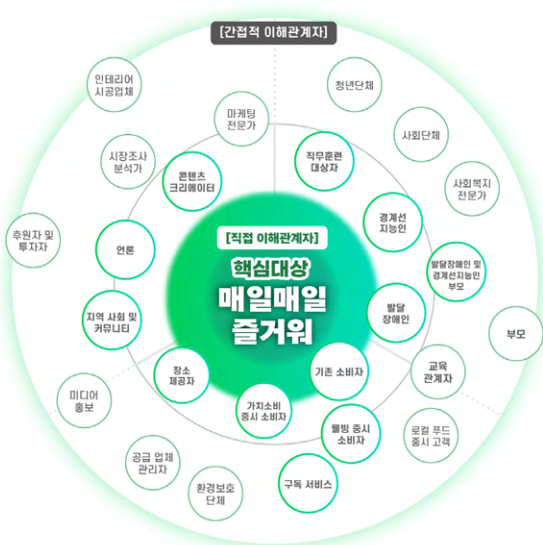 [간접적 이해관계자]
인테리어
시공업체
청년단체
마케팅
전문가
사회단체
시장조사
분석가
직무훈련
대상자
콘텐츠
크리에이터
사회복지
전문가
경계선
지능인
후원자 및
투자자
언론
[직접 이해관계자]
핵심대상
매일매일
즐거워
발달장애인 및
경계선지능인
부모
지역 사회 및
커뮤니티
발달
장애인
부모
장소
제공자
기존 소비자
교육
관계자
미디어
홍보
가치소비
중시 소비자
웰빙 중시
소비자
로컬 푸드
중시 고객
공급 업체
관리자
환경보호
단체
구독 서비스